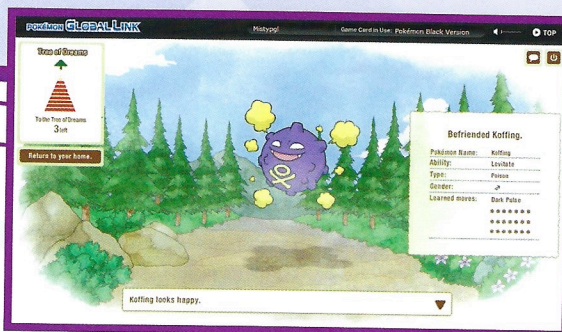 POKÉMON GLOBAL LINK
Mistypgl
Game Card in Use: Pokémon Black Version
TOP
Tree of Dreams
To the Tree of Dreams
3 left
Return to your home.
Befriended Koffing.
Pokémon Name: Koffing
Ability: Levitate
Type: Poison
Gender: ♂
Learned moves: Dark Pulse
*******
*******
*******
Koffing looks happy.